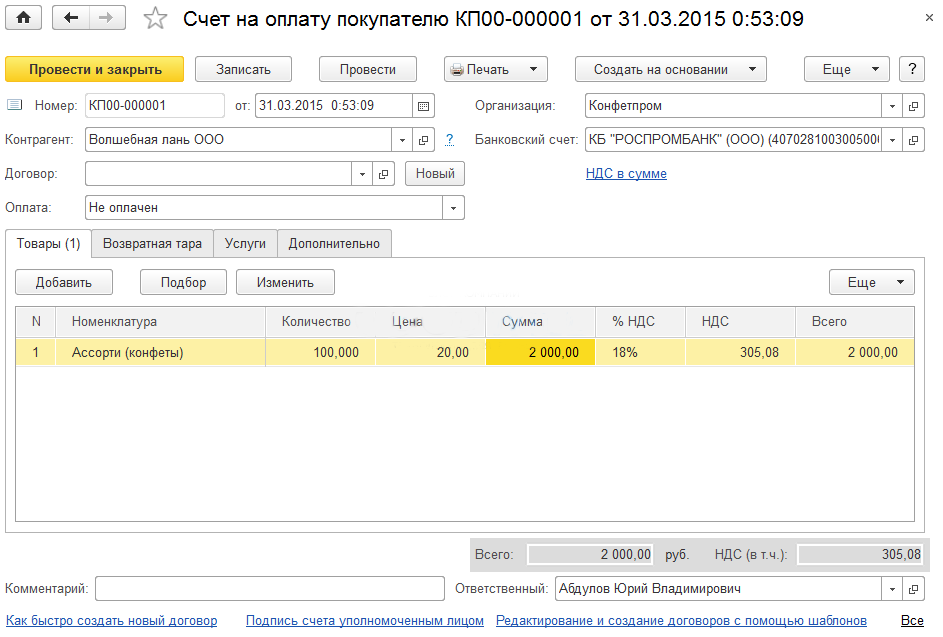 Счет на оплату покупателю КП00-000001 от 31.03.2015 0:53:09
Провести и закрыть Записать Провести Печать Создать на основании Еще ?
Номер: КП00-000001 от: 31.03.2015 0:53:09 Организация: Конфетпром
Контрагент: Волшебная лань ООО ? Банковский счет: КБ "РОСПРОМБАНК" (ООО) (4070281003005000
Договор: Новый НДС в сумме
Оплата: Не оплачен
Товары (1) Возвратная тара Услуги Дополнительно
Добавить Подбор Изменить Еще
N Номенклатура Количество Цена Сумма % НДС НДС Всего
1 Ассорти (конфеты) 100,000 20,00 2 000,00 18% 305,08 2 000,00
Всего: 2 000,00 руб. НДС (в т.ч.): 305,08
Комментарий: Ответственный: Абдулов Юрий Владимирович
Как быстро создать новый договор Подпись счета уполномоченным лицом Редактирование и создание договоров с помощью шаблонов Все